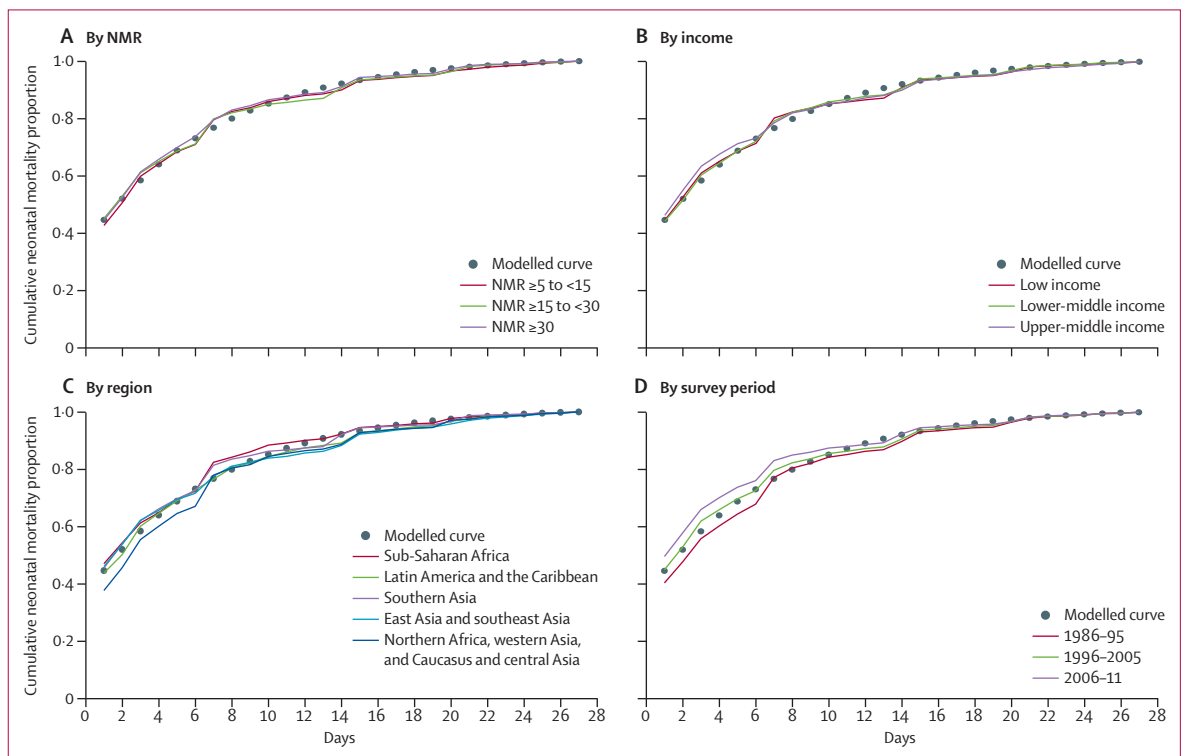 A By NMR
Cumulative neonatal mortality proportion
1·0
0·8
0·6
0·4
0·2
0
Modelled curve
NMR ≥5 to <15
NMR ≥15 to <30
NMR ≥30
B By income
Modelled curve
Low income
Lower-middle income
Upper-middle income
C By region
Cumulative neonatal mortality proportion
1·0
0·8
0·6
0·4
0·2
0
Modelled curve
Sub-Saharan Africa
Latin America and the Caribbean
Southern Asia
East Asia and southeast Asia
Northern Africa, western Asia,
and Caucasus and central Asia
0 2 4 6 8 10 12 14 16 18 20 22 24 26 28
Days
D By survey period
Modelled curve
1986–95
1996–2005
2006–11
0 2 4 6 8 10 12 14 16 18 20 22 24 26 28
Days